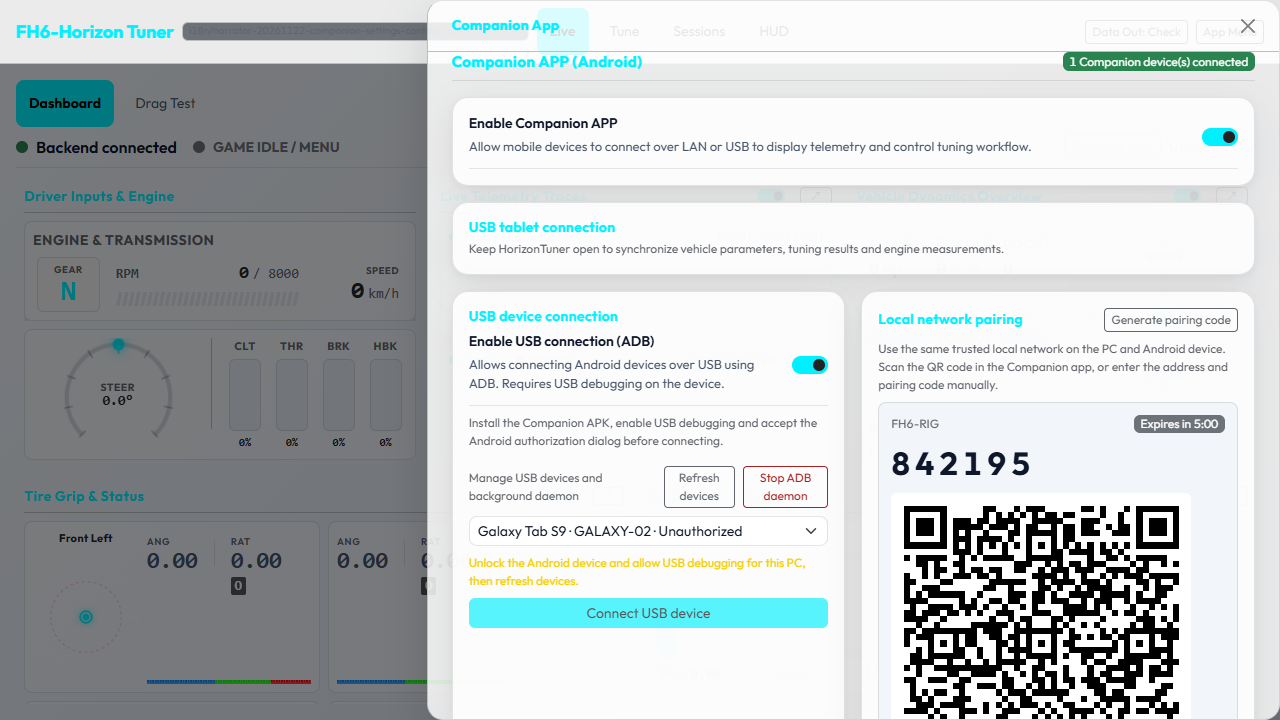 FH6-Horizon Tuner
Live
Tune
Sessions
HUD
Data Out: Check
Companion App
Dashboard
Drag Test
Backend connected
GAME IDLE / MENU
Driver Inputs & Engine
ENGINE & TRANSMISSION
GEAR
N
RPM
0 / 8000
SPEED
0 km/h
STEER
0.0°
CLT
THR
BRK
HBK
0%
0%
0%
0%
Tire Grip & Status
Front Left
ANG
0.00
RAT
0.00
0
ANG
0.00
Companion APP (Android)
1 Companion device(s) connected
Enable Companion APP
Allow mobile devices to connect over LAN or USB to display telemetry and control tuning workflow.
Live Telemetry Traces
Vehicle Dynamics Overview
USB tablet connection
Keep HorizonTuner open to synchronize vehicle parameters, tuning results and engine measurements.
USB device connection
Enable USB connection (ADB)
Allows connecting Android devices over USB using
ADB. Requires USB debugging on the device.
Install the Companion APK, enable USB debugging and accept the
Android authorization dialog before connecting.
Manage USB devices and
background daemon
Refresh
devices
Stop ADB
daemon
Galaxy Tab S9 · GALAXY-02 · Unauthorized
Unlock the Android device and allow USB debugging for this PC,
then refresh devices.
Connect USB device
Local network pairing
Generate pairing code
Use the same trusted local network on the PC and Android device.
Scan the QR code in the Companion app, or enter the address and
pairing code manually.
FH6-RIG
Expires in 5:00
842195